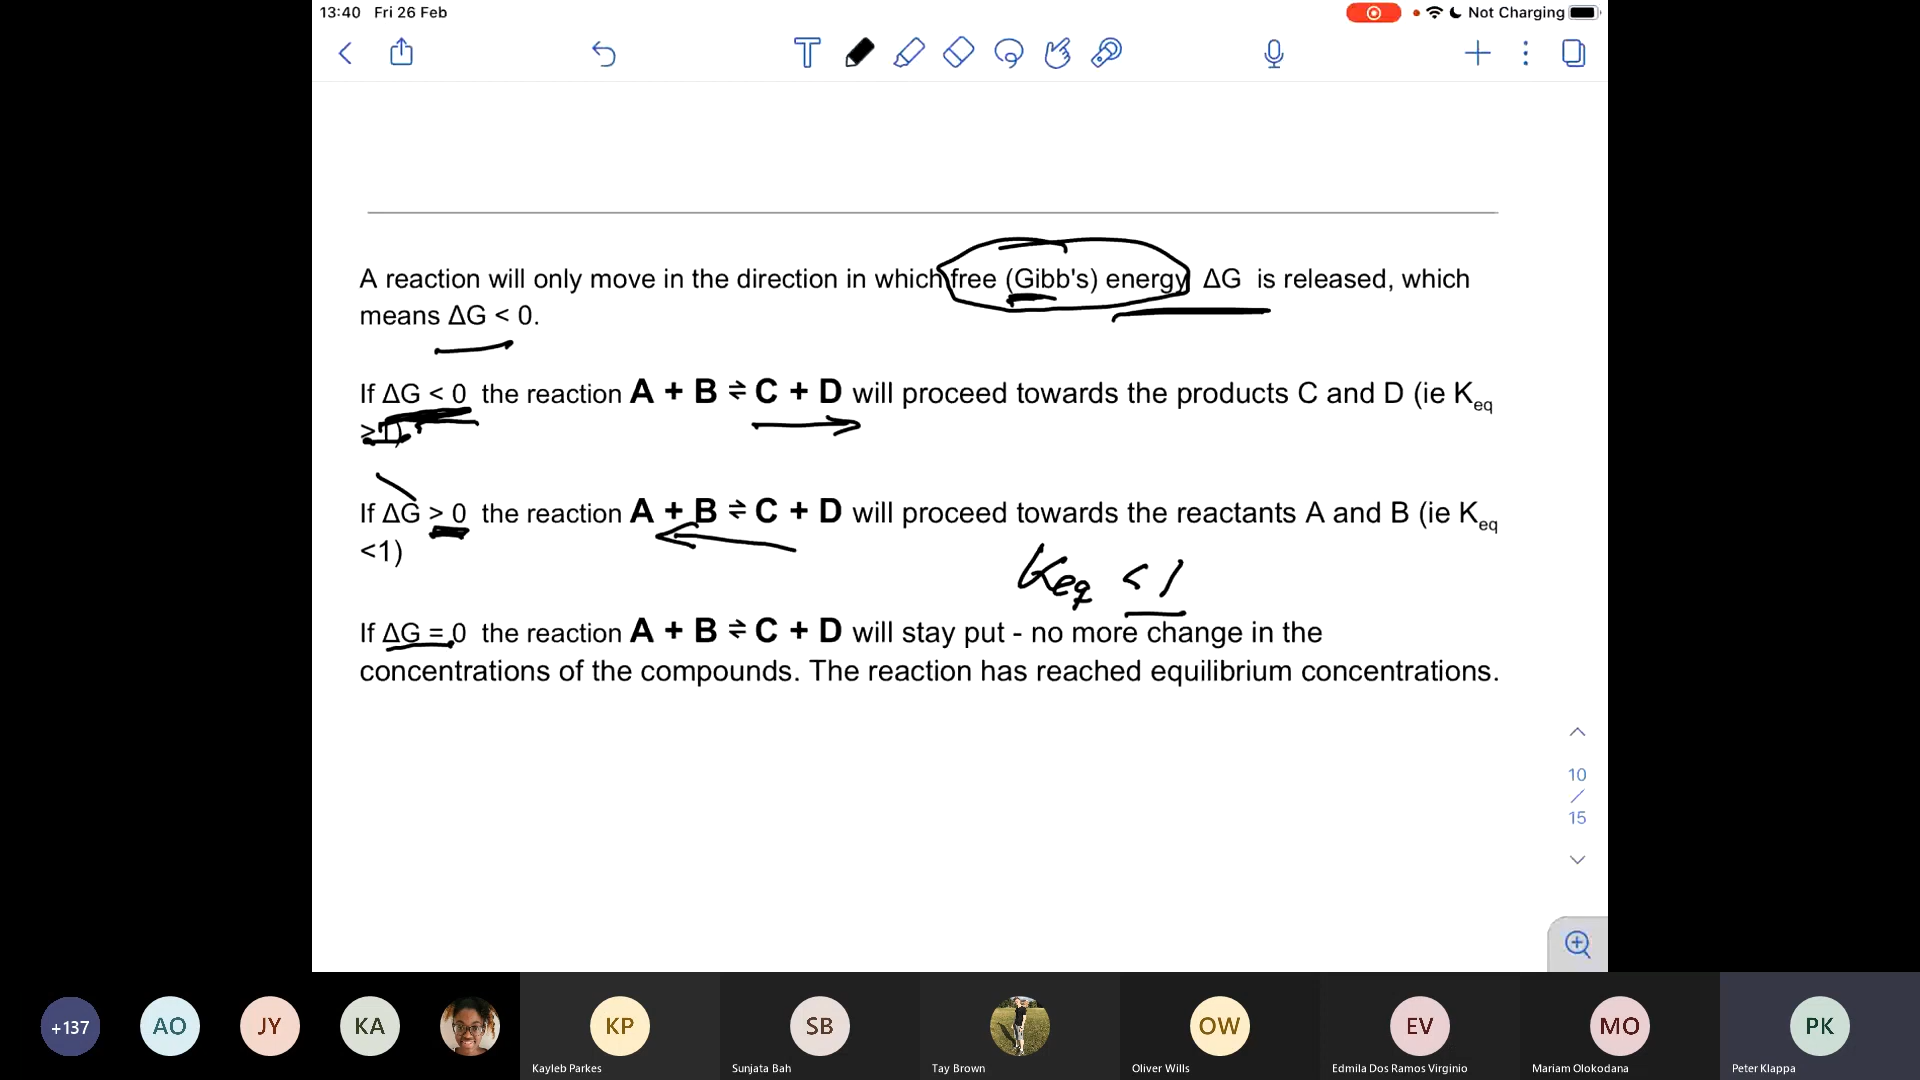 13:40 Fri 26 Feb
Not Charging
A reaction will only move in the direction in which free (Gibb's) energy ΔG is released, which
means ΔG < 0.
If ΔG < 0 the reaction A + B ⇌ C + D will proceed towards the products C and D (ie Keq
>1)
If ΔG > 0 the reaction A + B ⇌ C + D will proceed towards the reactants A and B (ie Keq
<1)
Keq < 1
If ΔG = 0 the reaction A + B ⇌ C + D will stay put - no more change in the
concentrations of the compounds. The reaction has reached equilibrium concentrations.
10
/
15
+137 AO JY KA KP SB OW EV MO PK
Kayleb Parkes Sunjata Bah Tay Brown Oliver Wills Edmila Dos Ramos Virginio Mariam Olokodana Peter Klappa